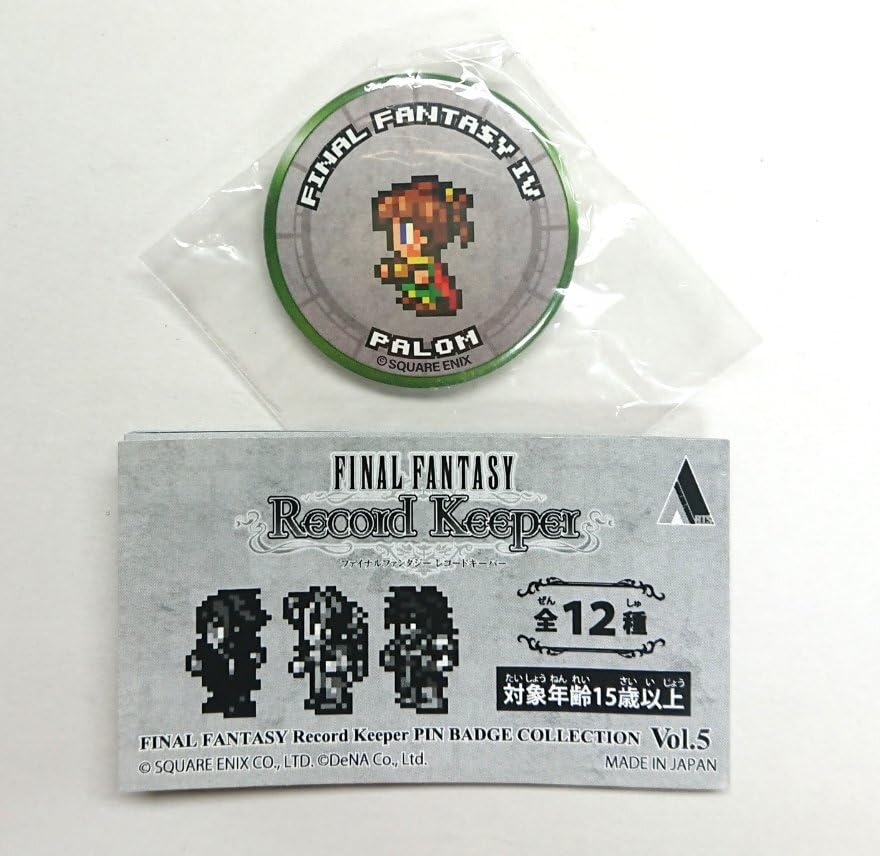 FINAL FANTASY IV
PALOM
© SQUARE ENIX
FINAL FANTASY
Record Keeper
ファイナルファンタジー レコードキーパー
ARTS
ぜん しゅ
全12種
たいしょうねんれい さいいじょう
対象年齢15歳以上
FINAL FANTASY Record Keeper PIN BADGE COLLECTION Vol.5
© SQUARE ENIX CO., LTD. ©DeNA Co., Ltd.
MADE IN JAPAN